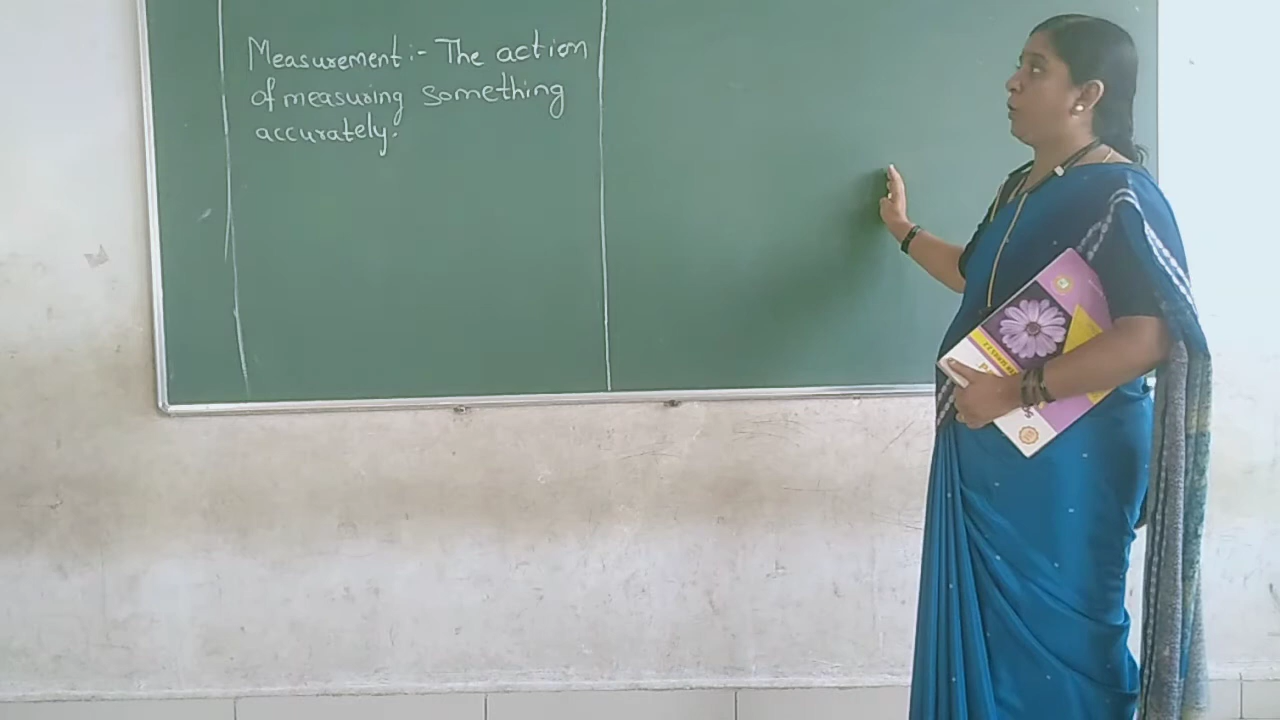 Measurement:- The action
of measuring something
accurately.